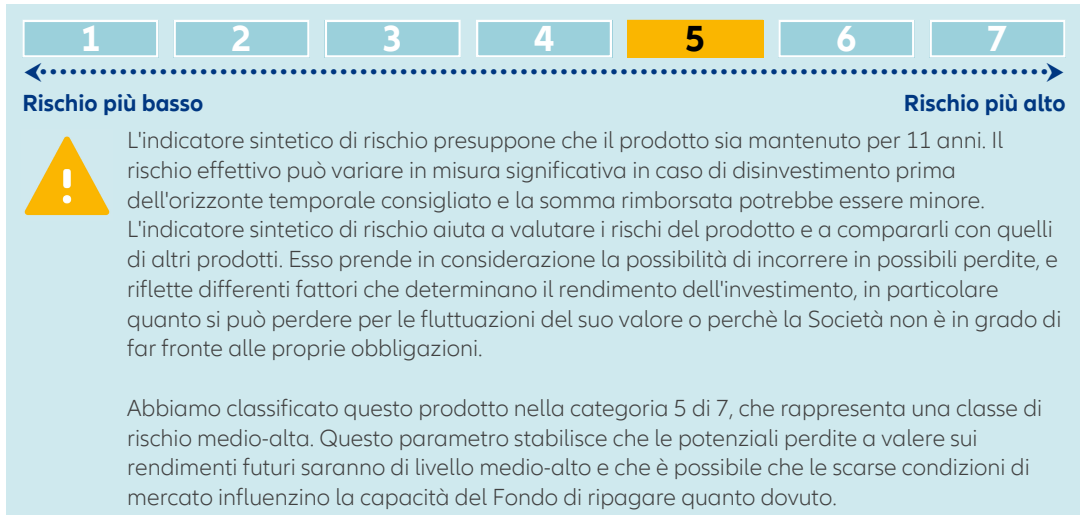 1 2 3 4 5 6 7
Rischio più basso Rischio più alto
L'indicatore sintetico di rischio presuppone che il prodotto sia mantenuto per 11 anni. Il
rischio effettivo può variare in misura significativa in caso di disinvestimento prima
dell'orizzonte temporale consigliato e la somma rimborsata potrebbe essere minore.
L'indicatore sintetico di rischio aiuta a valutare i rischi del prodotto e a compararli con quelli
di altri prodotti. Esso prende in considerazione la possibilità di incorrere in possibili perdite, e
riflette differenti fattori che determinano il rendimento dell'investimento, in particolare
quanto si può perdere per le fluttuazioni del suo valore o perchè la Società non è in grado di
far fronte alle proprie obbligazioni.
Abbiamo classificato questo prodotto nella categoria 5 di 7, che rappresenta una classe di
rischio medio-alta. Questo parametro stabilisce che le potenziali perdite a valere sui
rendimenti futuri saranno di livello medio-alto e che è possibile che le scarse condizioni di
mercato influenzino la capacità del Fondo di ripagare quanto dovuto.